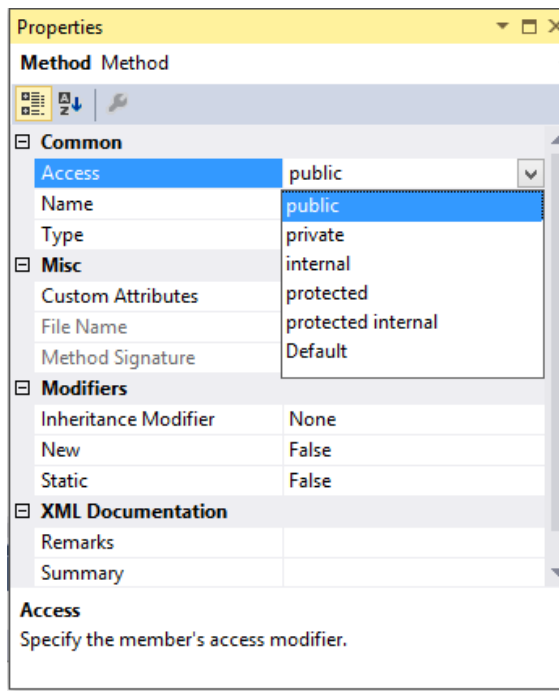 Properties
Method Method
Common
Access public
Name public
Type private
Misc internal
Custom Attributes protected
File Name protected internal
Method Signature Default
Modifiers
Inheritance Modifier None
New False
Static False
XML Documentation
Remarks
Summary
Access
Specify the member's access modifier.